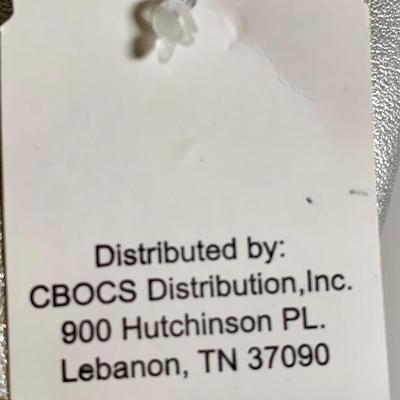 Distributed by:
CBOCS Distribution,Inc.
900 Hutchinson PL.
Lebanon, TN 37090